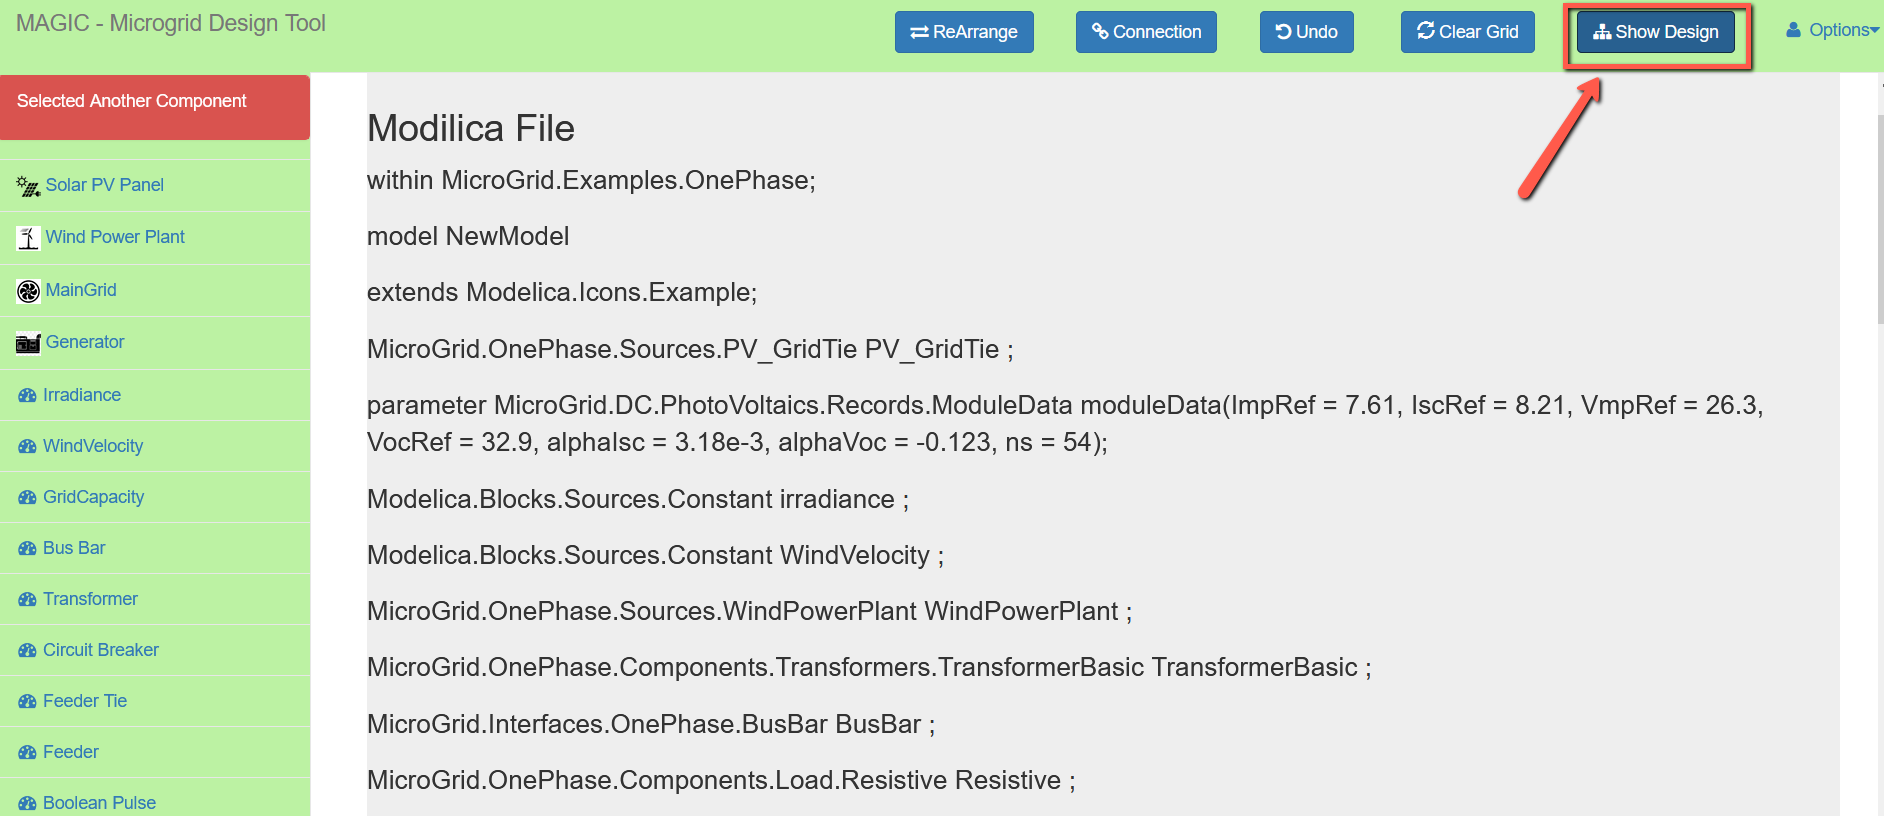 MAGIC - Microgrid Design Tool
ReArrange
Connection
Undo
Clear Grid
Show Design
Options
Selected Another Component
Solar PV Panel
Wind Power Plant
MainGrid
Generator
Irradiance
WindVelocity
GridCapacity
Bus Bar
Transformer
Circuit Breaker
Feeder Tie
Feeder
Boolean Pulse
Modilica File
within MicroGrid.Examples.OnePhase;
model NewModel
extends Modelica.Icons.Example;
MicroGrid.OnePhase.Sources.PV_GridTie PV_GridTie ;
parameter MicroGrid.DC.PhotoVoltaics.Records.ModuleData moduleData(ImpRef = 7.61, IscRef = 8.21, VmpRef = 26.3,
VocRef = 32.9, alphaIsc = 3.18e-3, alphaVoc = -0.123, ns = 54);
Modelica.Blocks.Sources.Constant irradiance ;
Modelica.Blocks.Sources.Constant WindVelocity ;
MicroGrid.OnePhase.Sources.WindPowerPlant WindPowerPlant ;
MicroGrid.OnePhase.Components.Transformers.TransformerBasic TransformerBasic ;
MicroGrid.Interfaces.OnePhase.BusBar BusBar ;
MicroGrid.OnePhase.Components.Load.Resistive Resistive ;